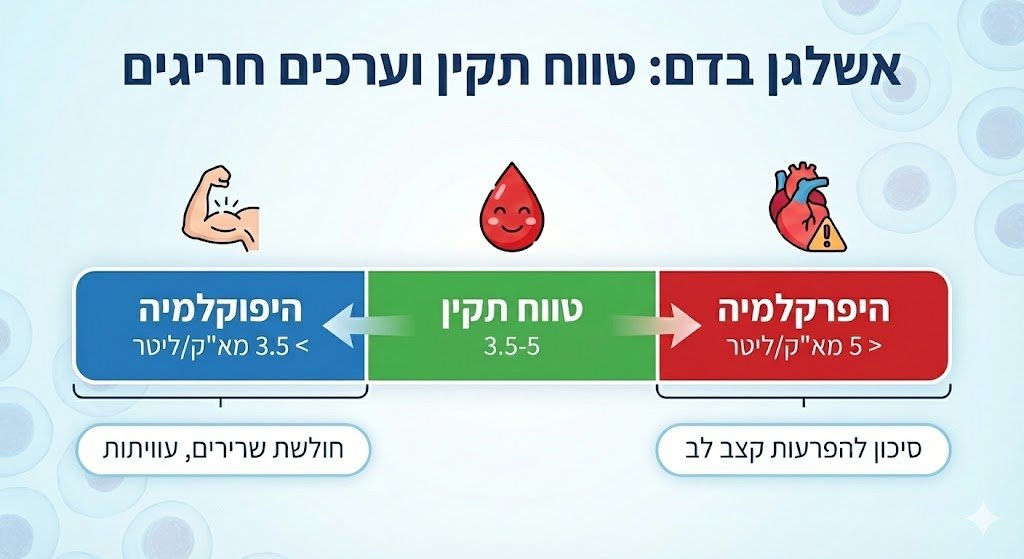 אשלגן בדם: טווח תקין וערכים חריגים
היפרקלמיה
< 5 מא"ק/ליטר
טווח תקין
3.5-5
היפוקלמיה
> 3.5 מא"ק/ליטר
סיכון להפרעות קצב לב
חולשת שרירים, עוויתות